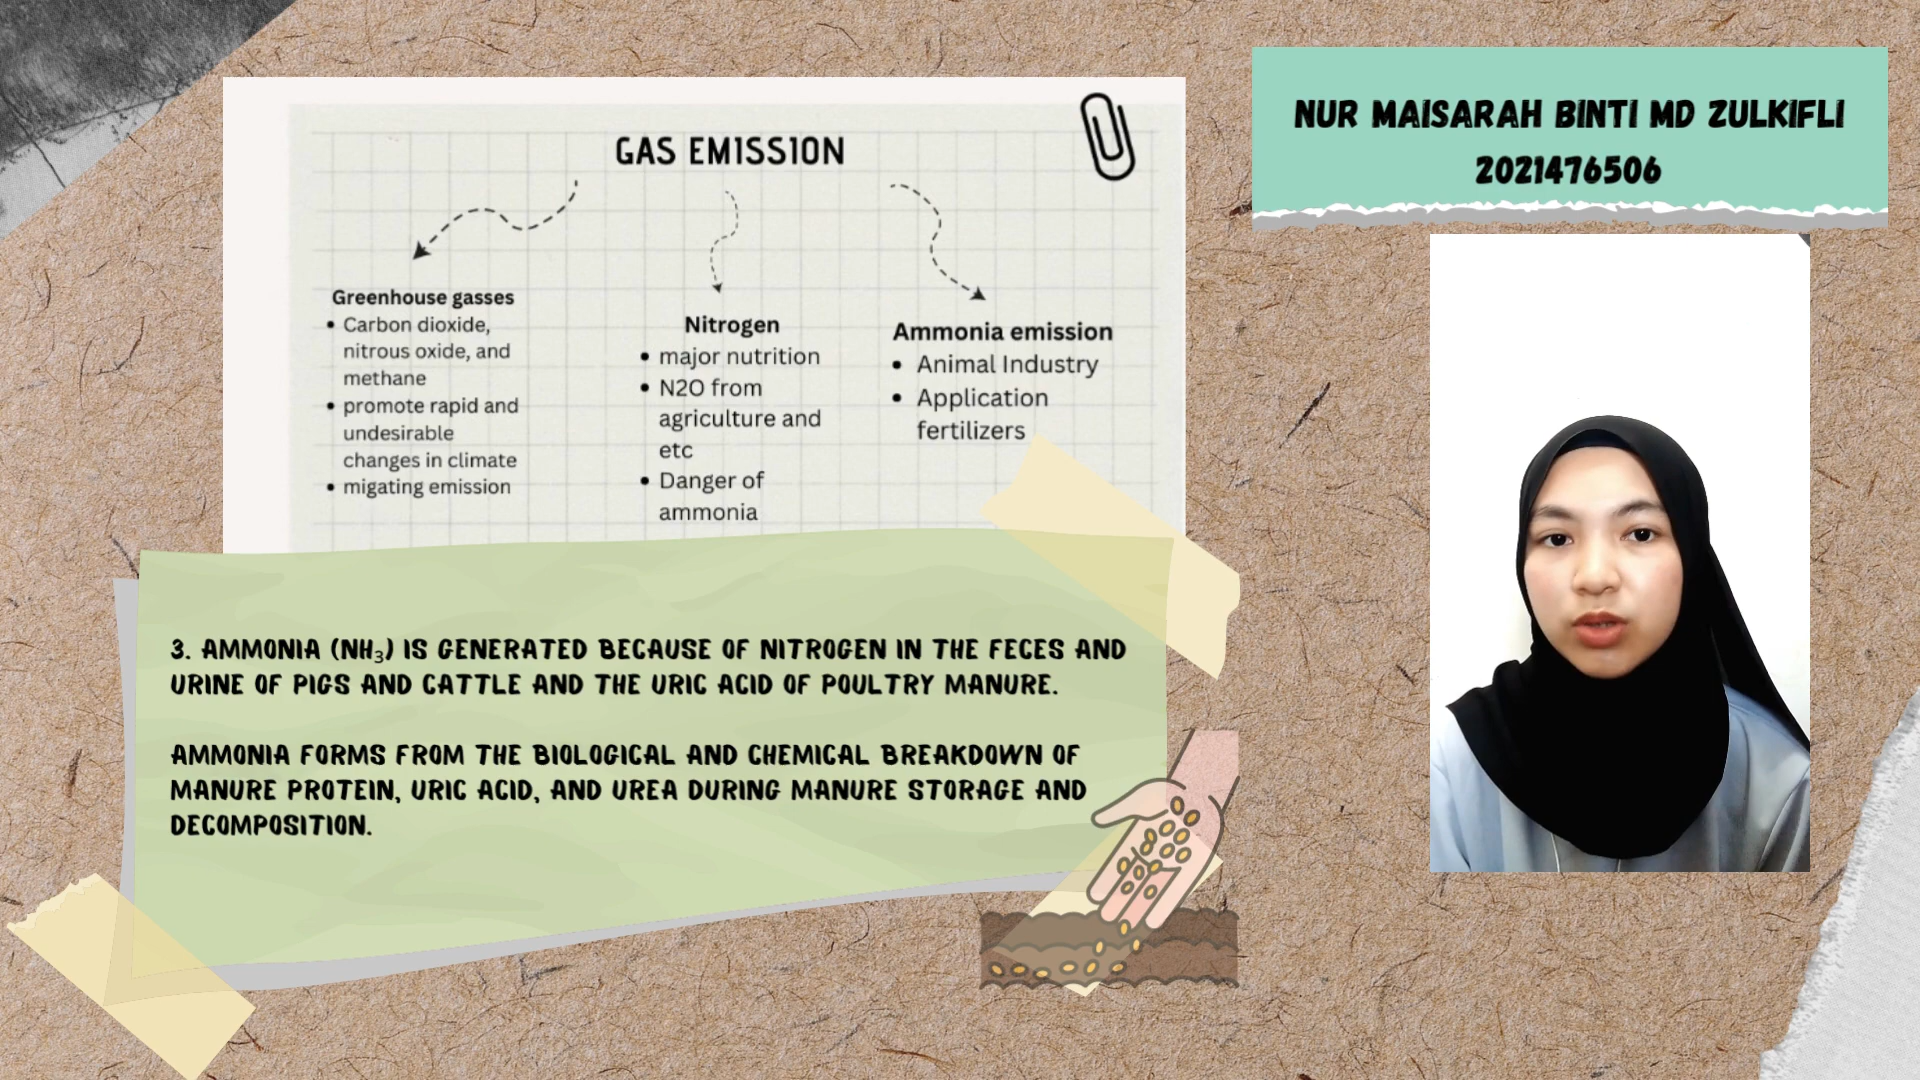 GAS EMISSION
Greenhouse gasses
• Carbon dioxide,
nitrous oxide, and
methane
• promote rapid and
undesirable
changes in climate
• migating emission
Nitrogen
• major nutrition
• N2O from
agriculture and
etc
• Danger of
ammonia
Ammonia emission
• Animal Industry
• Application
fertilizers
3. AMMONIA (NH₃) IS GENERATED BECAUSE OF NITROGEN IN THE FECES AND
URINE OF PIGS AND CATTLE AND THE URIC ACID OF POULTRY MANURE.
AMMONIA FORMS FROM THE BIOLOGICAL AND CHEMICAL BREAKDOWN OF
MANURE PROTEIN, URIC ACID, AND UREA DURING MANURE STORAGE AND
DECOMPOSITION.
NUR MAISARAH BINTI MD ZULKIFLI
2021476506